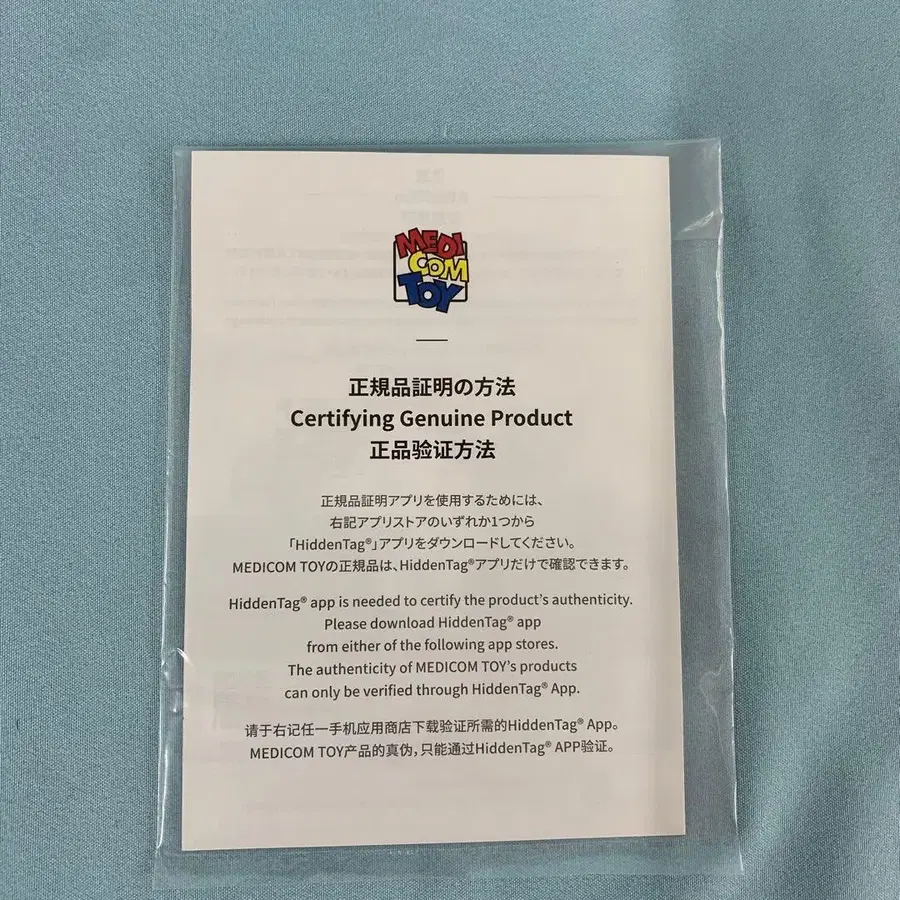 MEDI
COM
TOY
正規品証明の方法
Certifying Genuine Product
正品验证方法
正規品証明アプリを使用するためには、
右記アプリストアのいずれか1つから
「HiddenTag®」アプリをダウンロードしてください。
MEDICOM TOYの正規品は、HiddenTag®アプリだけで確認できます。
HiddenTag® app is needed to certify the product's authenticity.
Please download HiddenTag® app
from either of the following app stores.
The authenticity of MEDICOM TOY's products
can only be verified through HiddenTag® App.
请于右记任一手机应用商店下载验证所需的HiddenTag® App。
MEDICOM TOY产品的真伪，只能通过HiddenTag® APP验证。